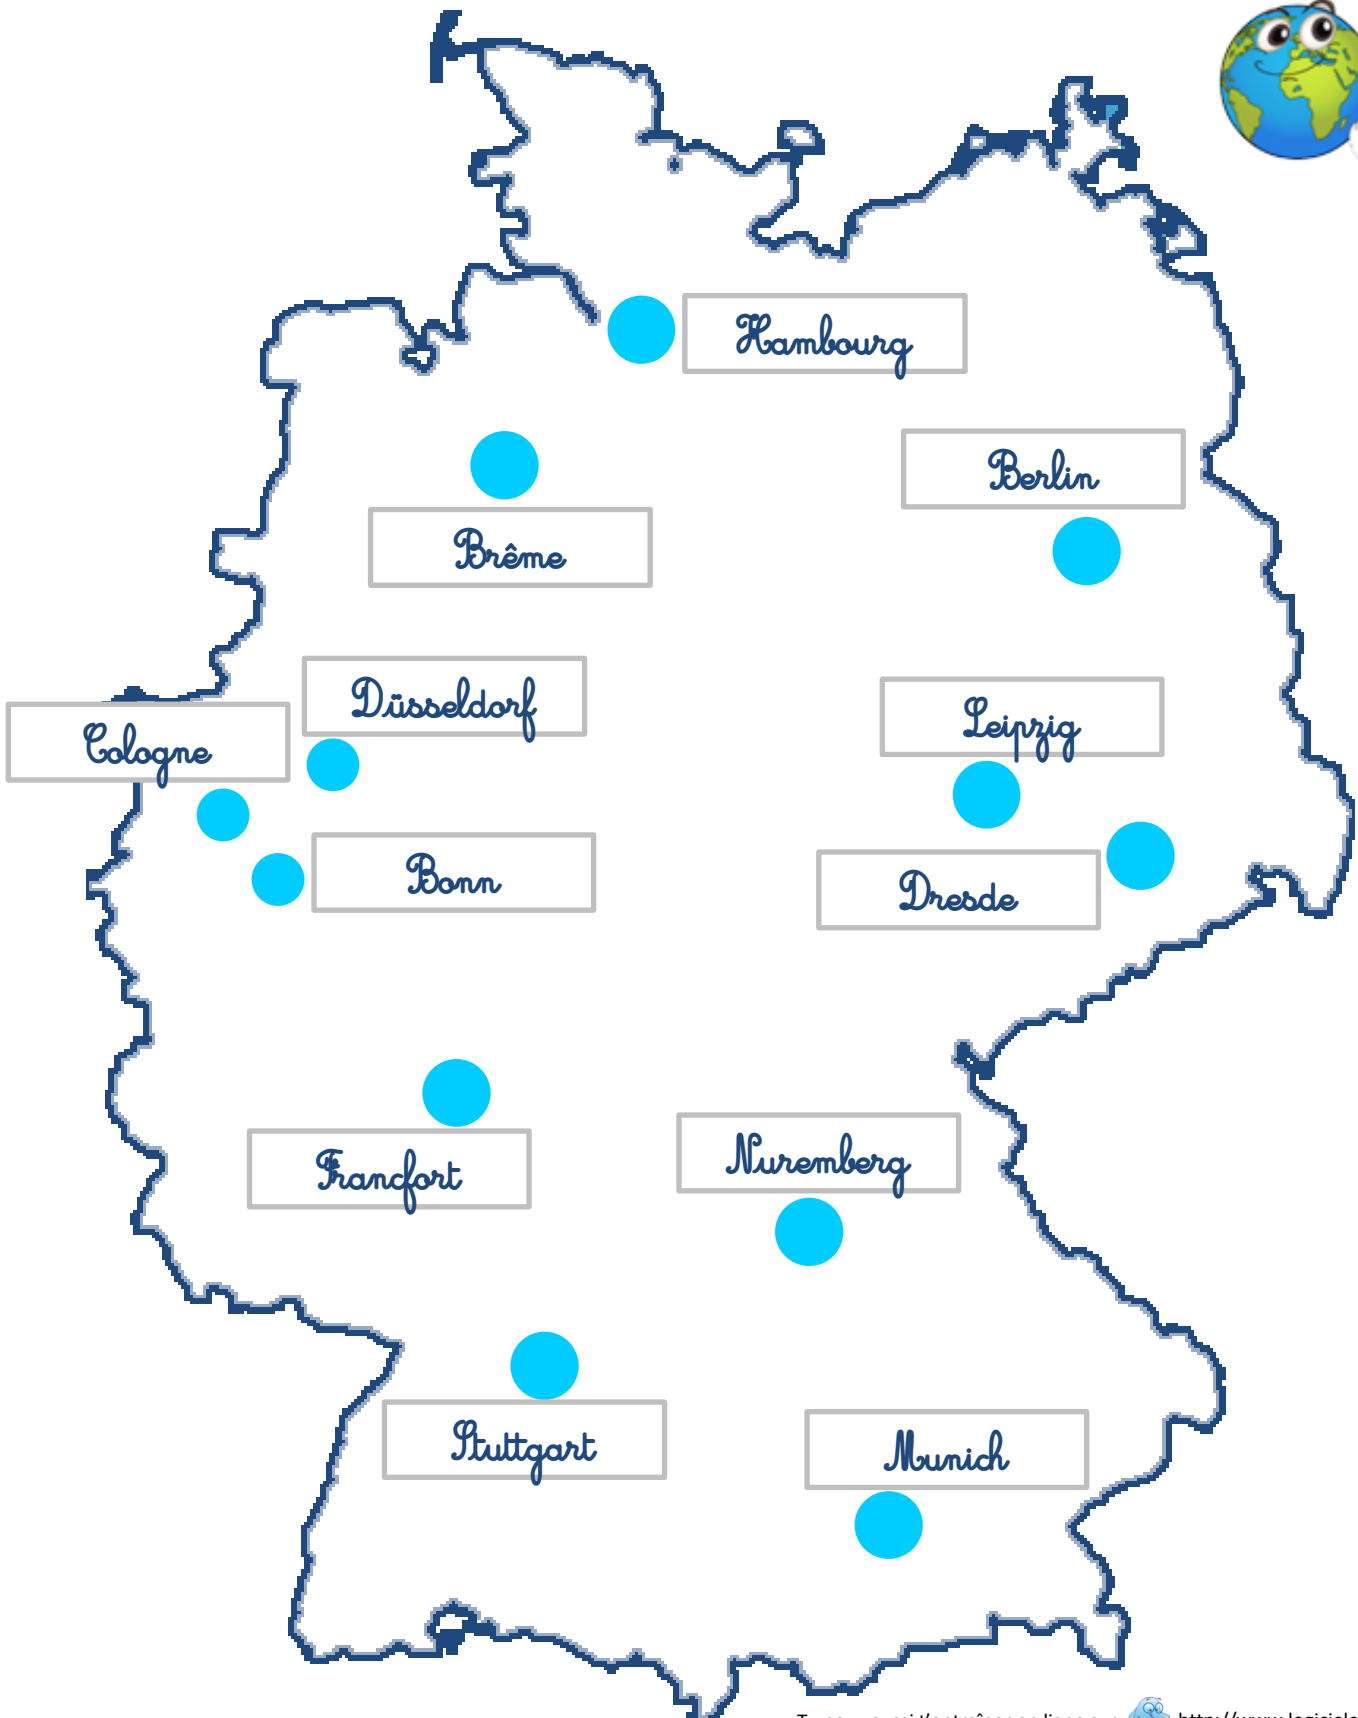 Hambourg
Berlin
Brême
Düsseldorf
Leipzig
Cologne
Bonn
Dresde
Francfort
Nuremberg
Stuttgart
Munich